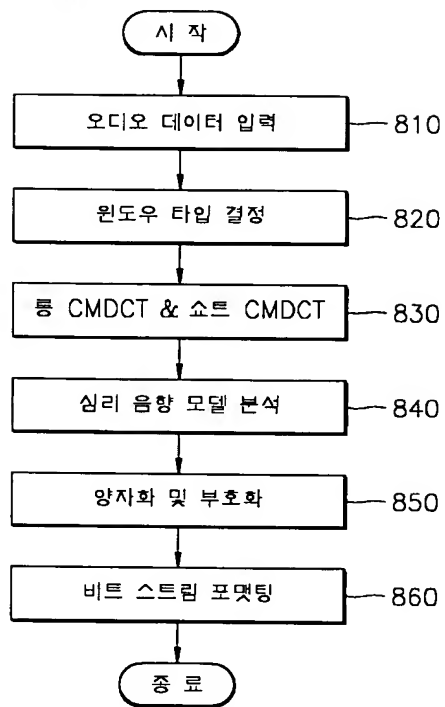 시 작
오디오 데이터 입력
810
윈도우 타입 결정
820
롱 CMDCT & 쇼트 CMDCT
830
심리 음향 모델 분석
840
양자화 및 부호화
850
비트 스트림 포맷팅
860
종 료